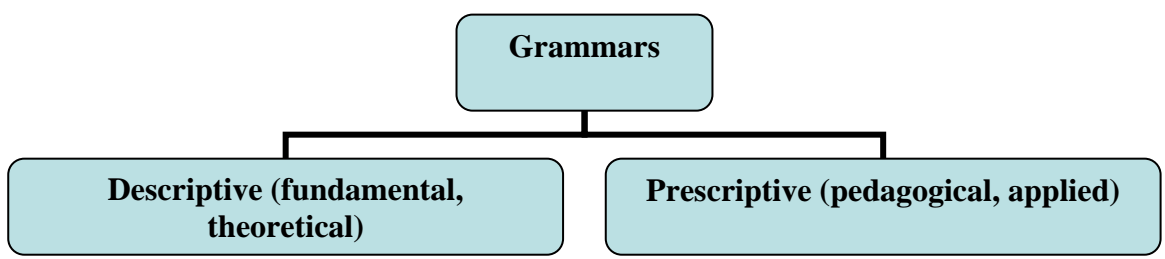 Grammars
Descriptive (fundamental,
theoretical)
Prescriptive (pedagogical, applied)